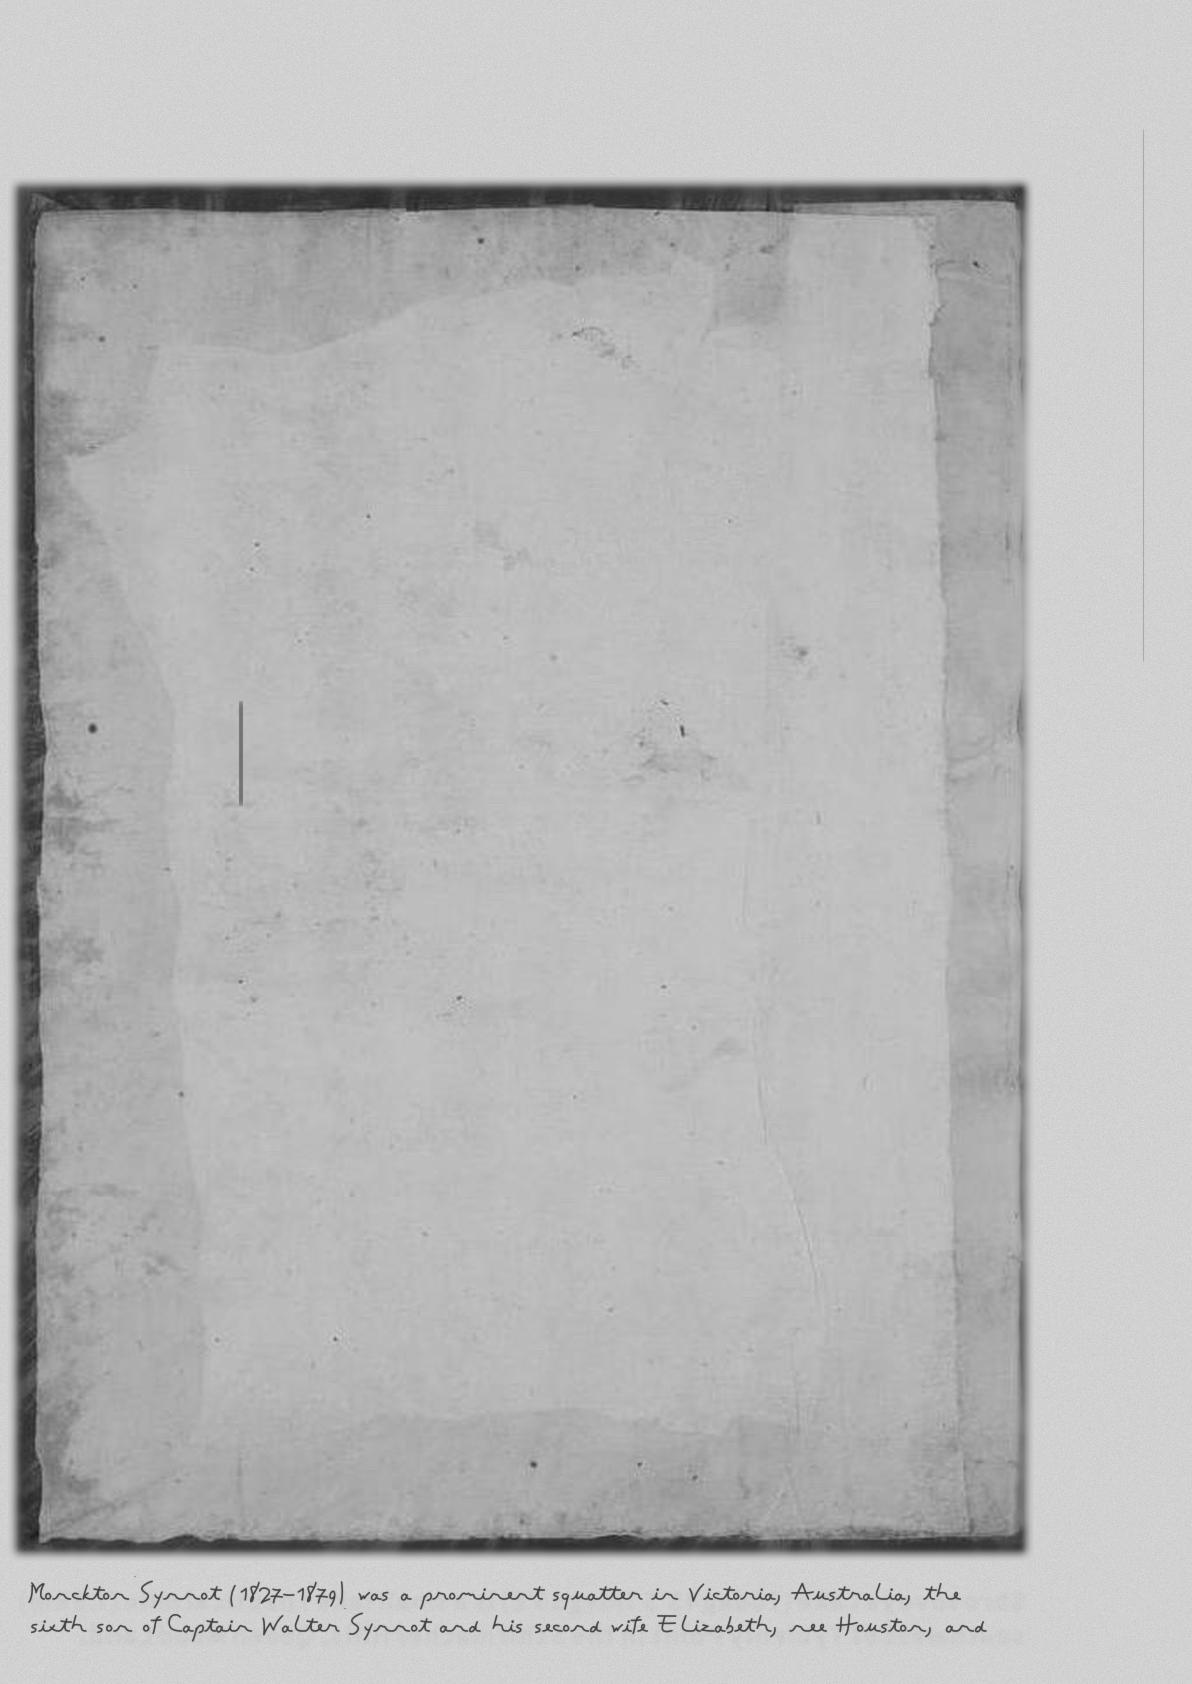 Monckton Synnot (1827–1879) was a prominent squatter in Victoria, Australia, the
sixth son of Captain Walter Synnot and his second wife Elizabeth, nee Houston, and